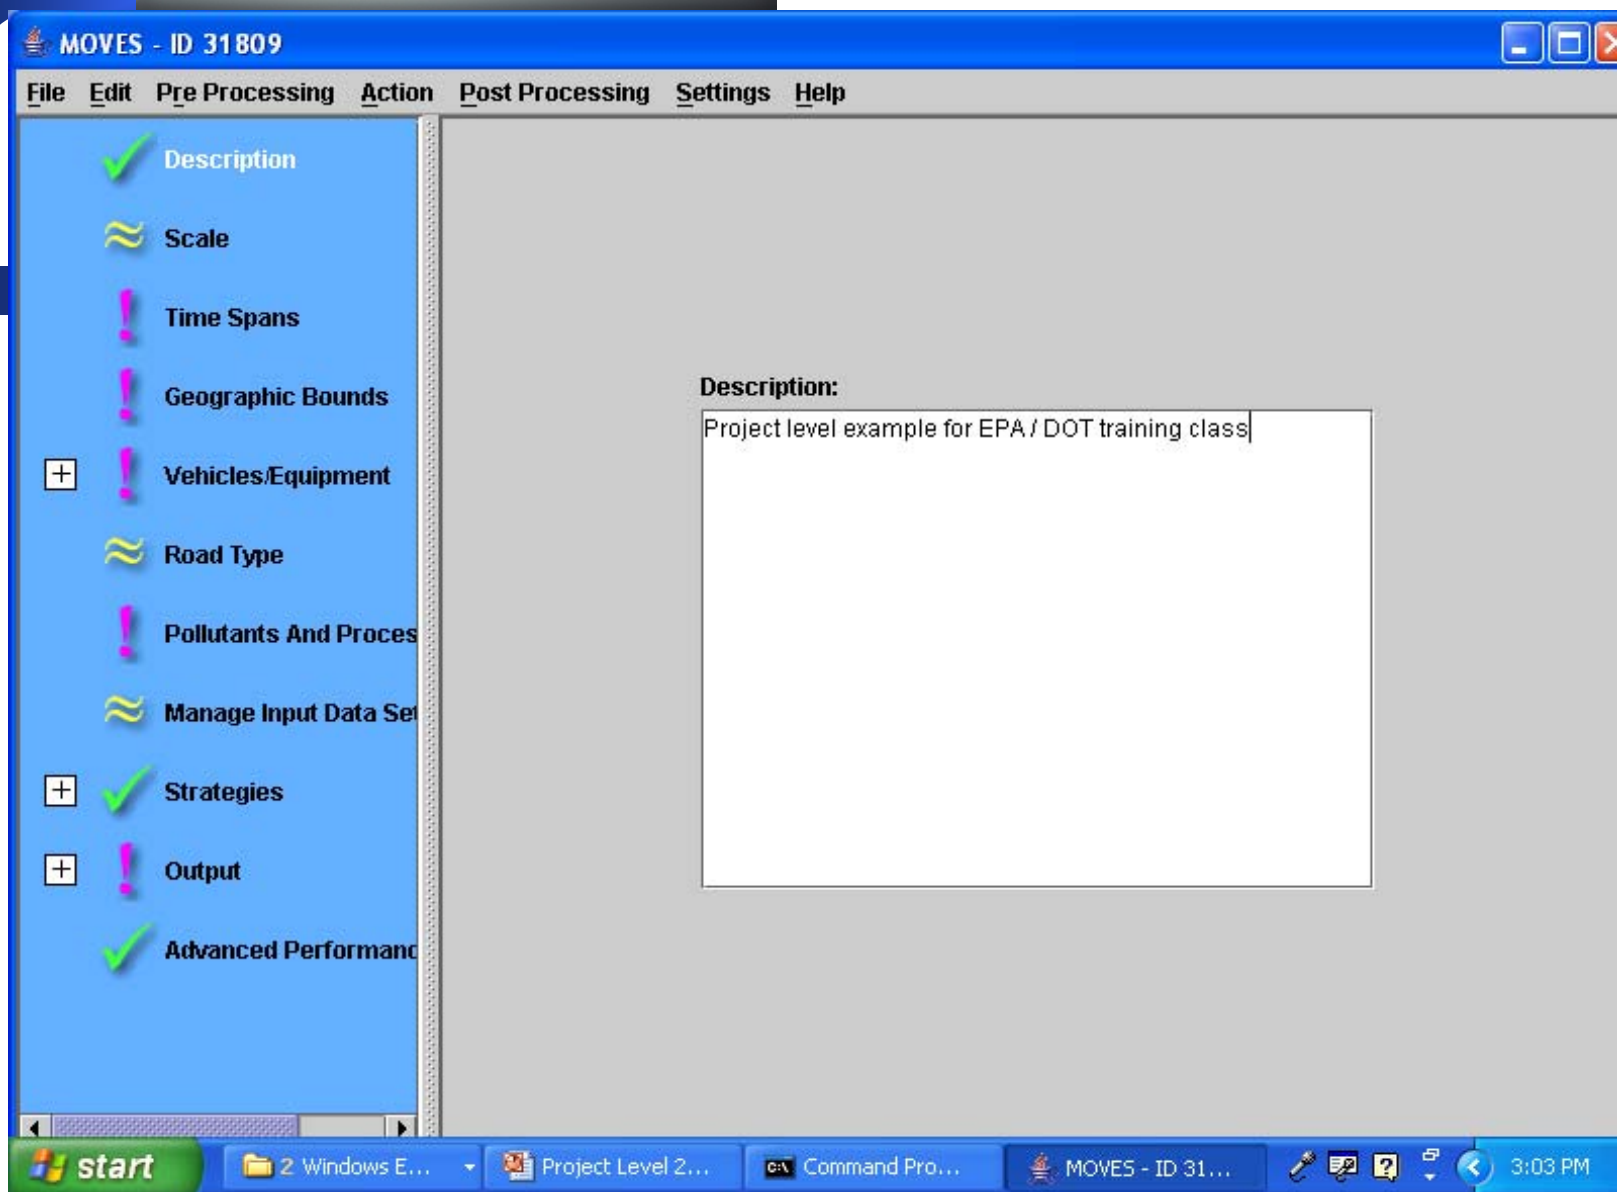 MOVES - ID 31809
File Edit Pre Processing Action Post Processing Settings Help
Description
Scale
Time Spans
Geographic Bounds
Vehicles/Equipment
Road Type
Pollutants And Proces
Manage Input Data Set
Strategies
Output
Advanced Performanc
Description:
Project level example for EPA / DOT training class
start 2 Windows E... Project Level 2... Command Pro... MOVES - ID 31... 3:03 PM